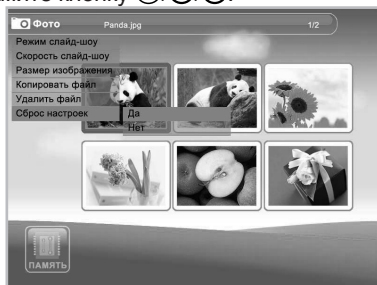 Фото Panda.jpg 1/2
Режим слайд-шоу
Скорость слайд-шоу
Размер изображения
Копировать файл
Удалить файл
Сброс настроек Да
Нет
ПАМЯТЬ